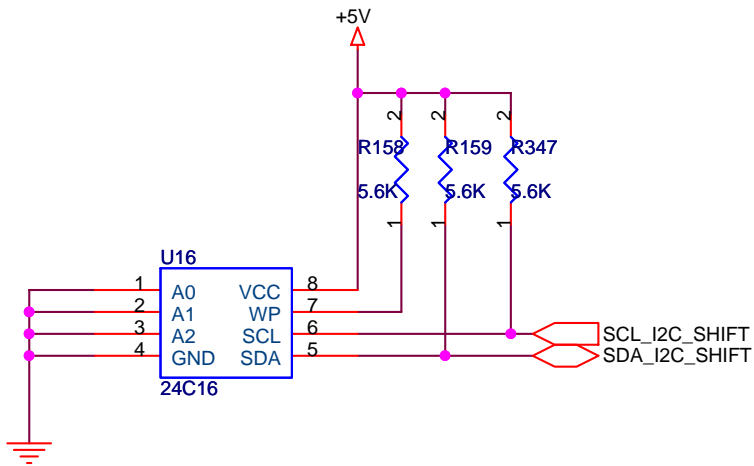 +5V
2 2 2
R158 R159 R347
5.6K 5.6K 5.6K
1 1 1
U16
1 A0 VCC 8
2 A1 WP 7
3 A2 SCL 6 SCL_I2C_SHIFT
4 GND SDA 5 SDA_I2C_SHIFT
24C16